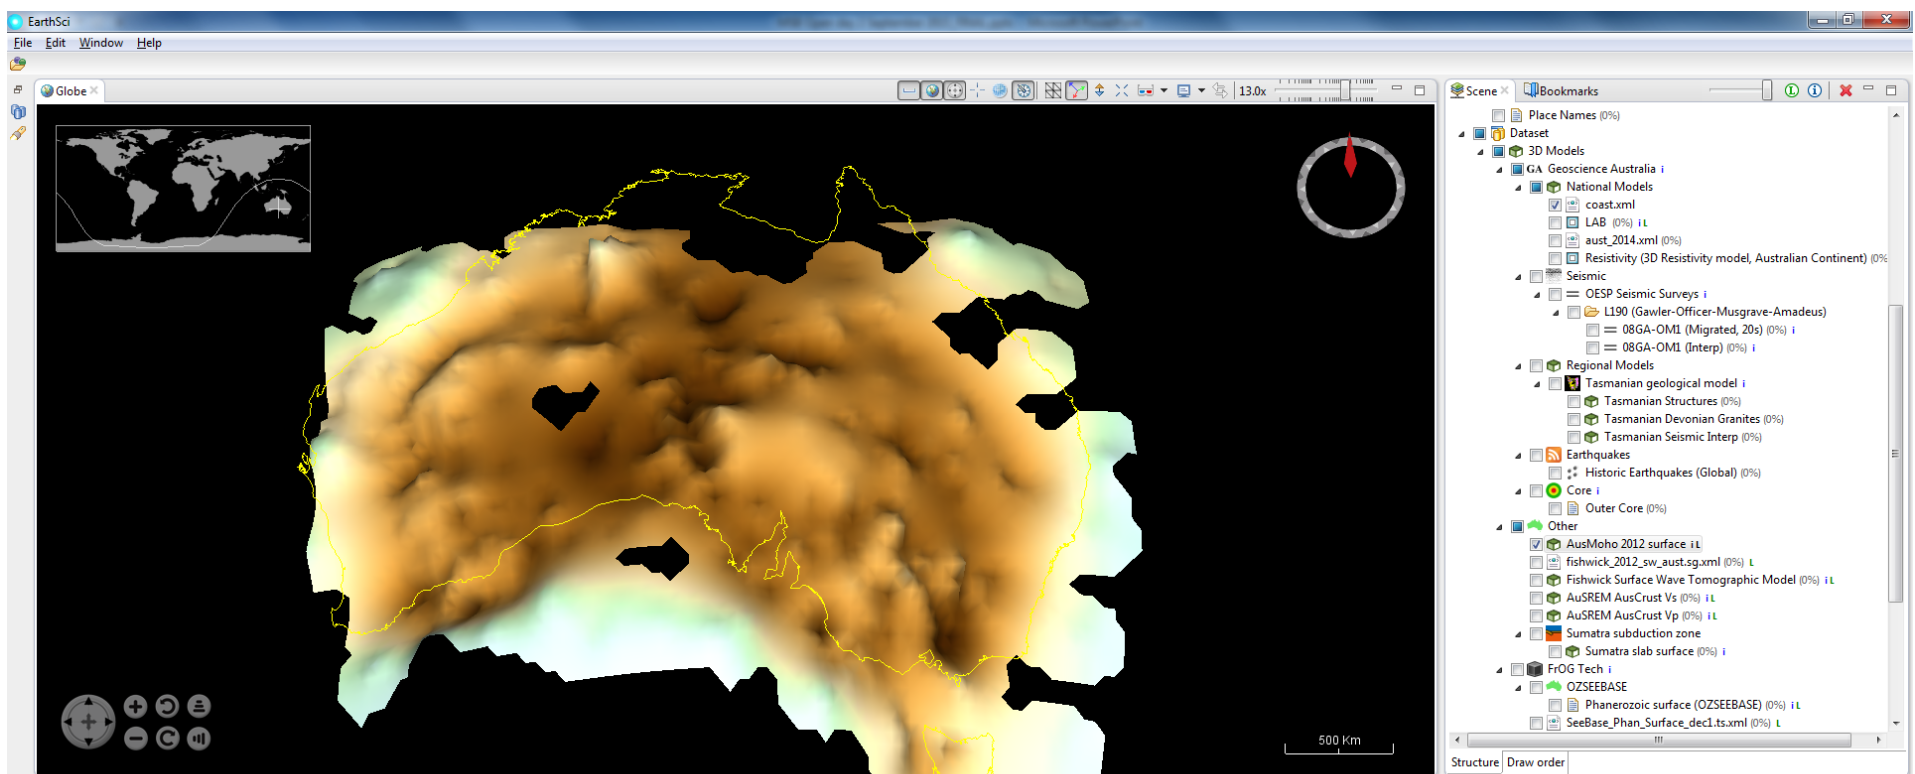 EarthSci
File Edit Window Help
Globe
13.0x
Scene
Bookmarks
Place Names (0%)
Dataset
3D Models
GA Geoscience Australia i
National Models
coast.xml
LAB (0%) i L
aust_2014.xml (0%)
Resistivity (3D Resistivity model, Australian Continent) (0%
Seismic
OESP Seismic Surveys i
L190 (Gawler-Officer-Musgrave-Amadeus)
08GA-OM1 (Migrated, 20s) (0%) i
08GA-OM1 (Interp) (0%) i
Regional Models
Tasmanian geological model i
Tasmanian Structures (0%)
Tasmanian Devonian Granites (0%)
Tasmanian Seismic Interp (0%)
Earthquakes
Historic Earthquakes (Global) (0%)
Core i
Outer Core (0%)
Other
AusMoho 2012 surface i L
fishwick_2012_sw_aust.sg.xml (0%) L
Fishwick Surface Wave Tomographic Model (0%) i L
AuSREM AusCrust Vs (0%) i L
AuSREM AusCrust Vp (0%) i L
Sumatra subduction zone
Sumatra slab surface (0%) i
FrOG Tech i
OZSEEBASE
Phanerozoic surface (OZSEEBASE) (0%) i L
SeeBase_Phan_Surface_dec1.ts.xml (0%) L
500 Km
Structure Draw order